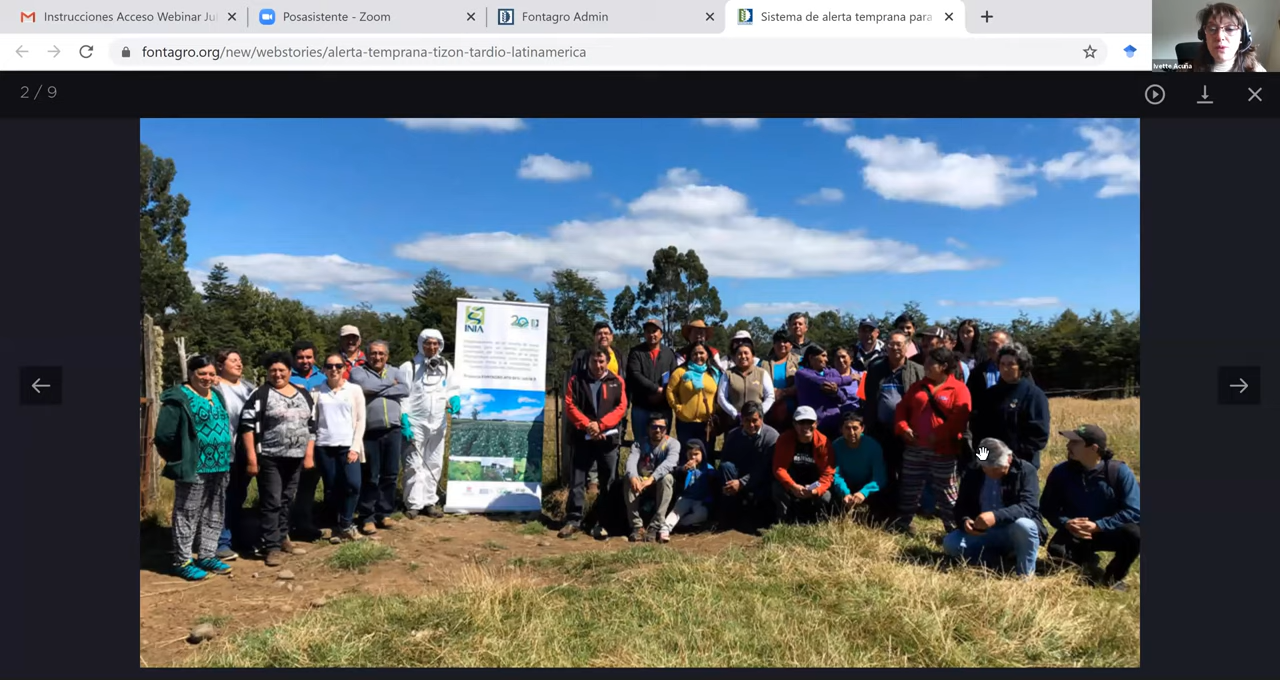 Instrucciones Acceso Webinar Jul
Posasistente - Zoom
Fontagro Admin
Sistema de alerta temprana para
fontagro.org/new/webstories/alerta-temprana-tizon-tardio-latinamerica
Ivette Acuña
2 / 9
INIA
20